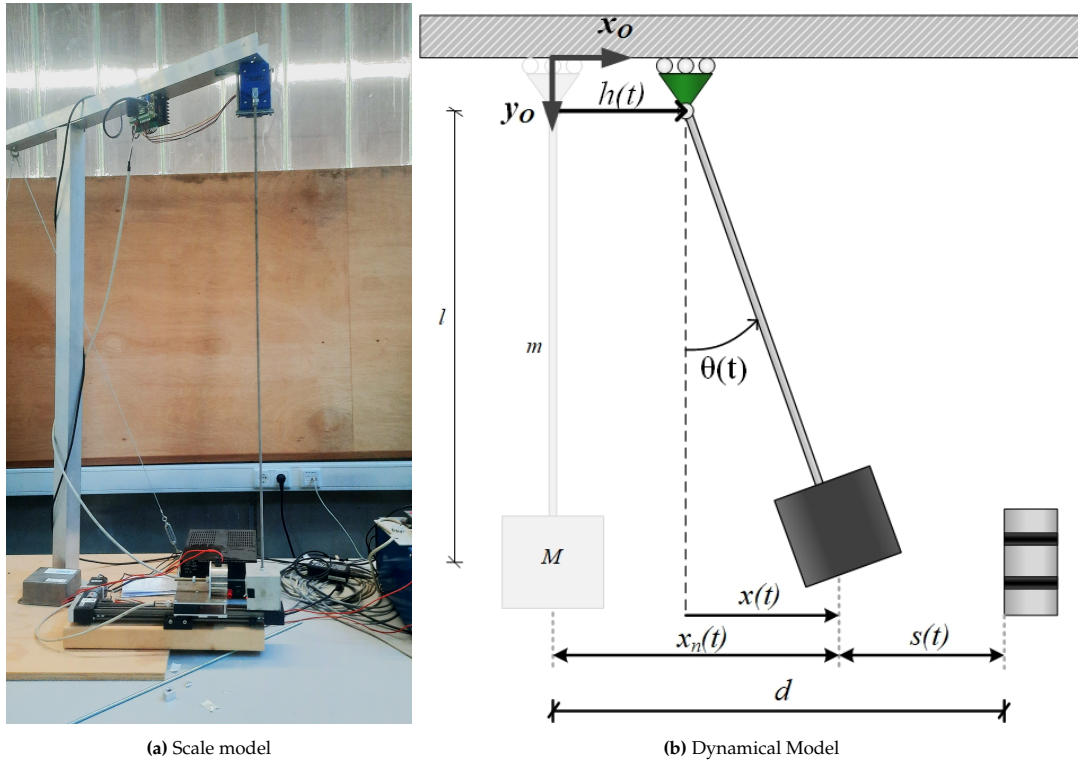 x_o
h(t)
y_o
l
m
θ(t)
M
x(t)
x_n(t)
s(t)
d
(a) Scale model
(b) Dynamical Model